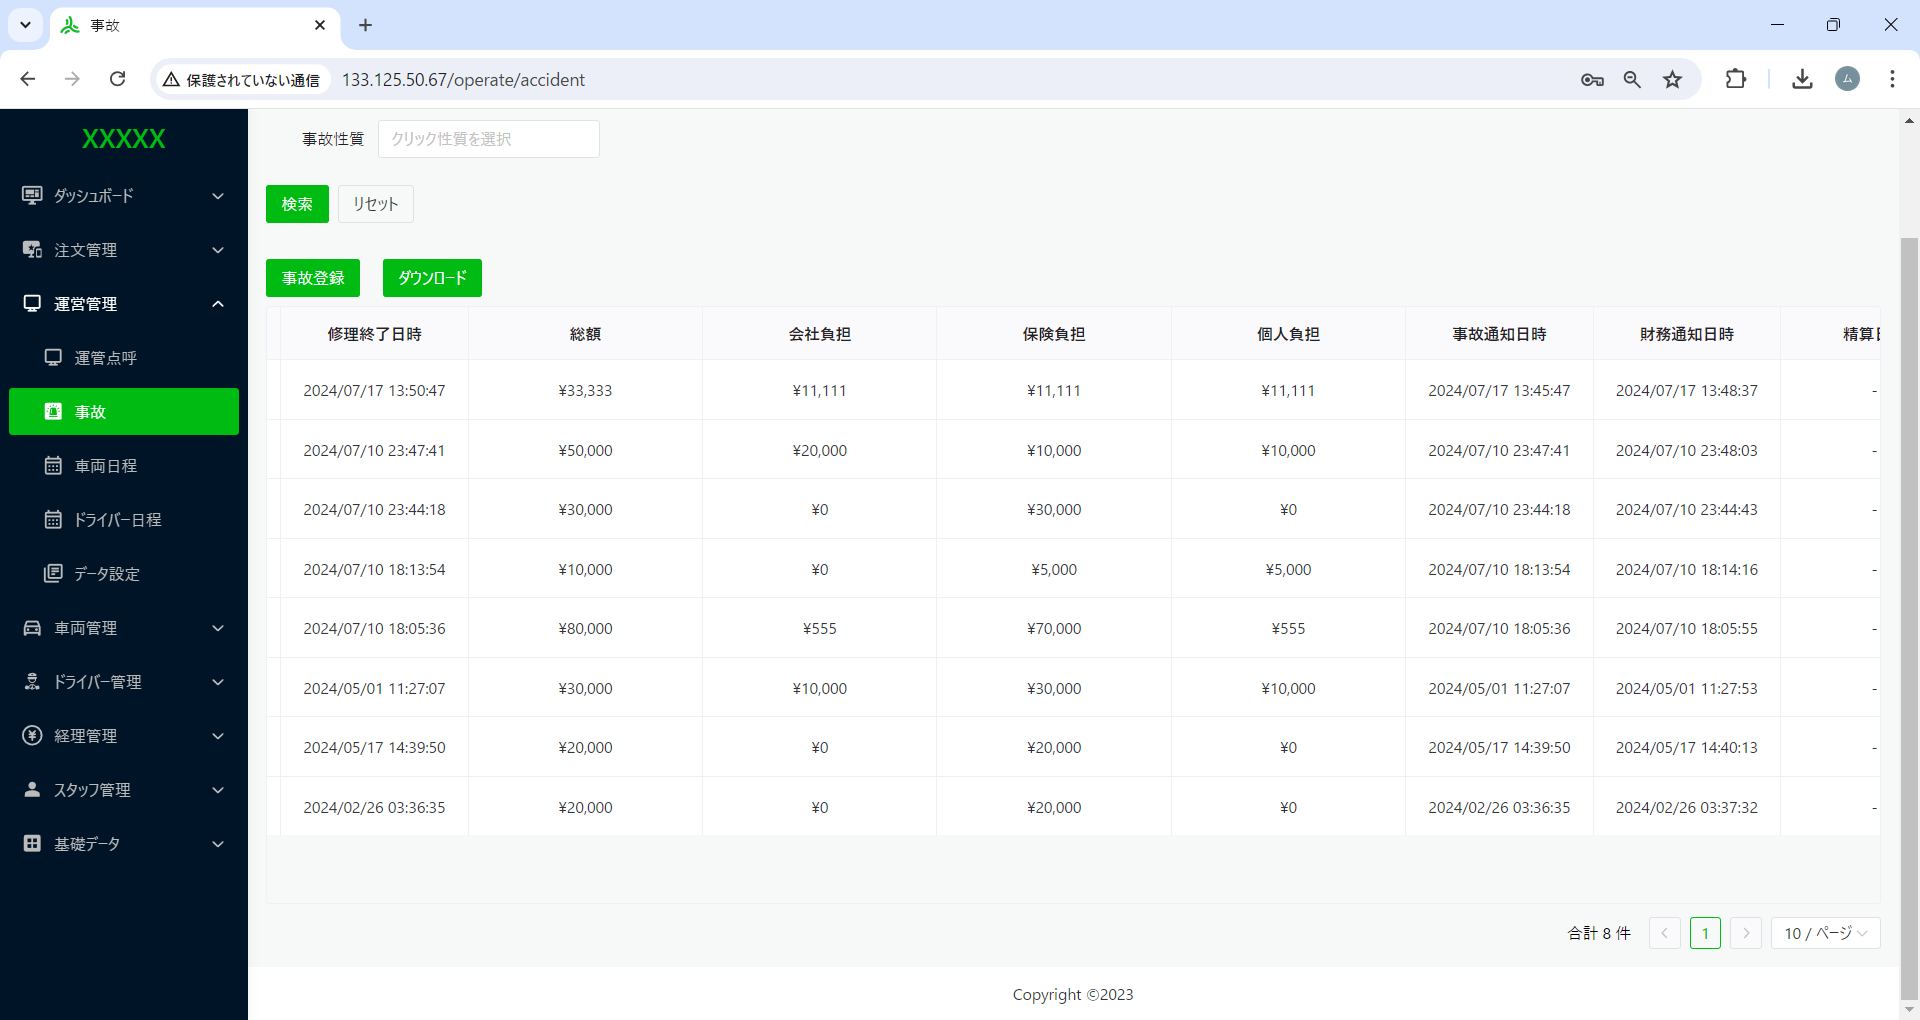 事故
保護されていない通信 133.125.50.67/operate/accident
ム
XXXXX
ダッシュボード
注文管理
運営管理
運管点呼
事故
車両日程
ドライバー日程
データ設定
車両管理
ドライバー管理
経理管理
スタッフ管理
基礎データ
事故性質 クリック性質を選択
検索 リセット
事故登録 ダウンロード
修理終了日時 総額 会社負担 保険負担 個人負担 事故通知日時 財務通知日時 精算
2024/07/17 13:50:47 ¥33,333 ¥11,111 ¥11,111 ¥11,111 2024/07/17 13:45:47 2024/07/17 13:48:37 -
2024/07/10 23:47:41 ¥50,000 ¥20,000 ¥10,000 ¥10,000 2024/07/10 23:47:41 2024/07/10 23:48:03 -
2024/07/10 23:44:18 ¥30,000 ¥0 ¥30,000 ¥0 2024/07/10 23:44:18 2024/07/10 23:44:43 -
2024/07/10 18:13:54 ¥10,000 ¥0 ¥5,000 ¥5,000 2024/07/10 18:13:54 2024/07/10 18:14:16 -
2024/07/10 18:05:36 ¥80,000 ¥555 ¥70,000 ¥555 2024/07/10 18:05:36 2024/07/10 18:05:55 -
2024/05/01 11:27:07 ¥30,000 ¥10,000 ¥30,000 ¥10,000 2024/05/01 11:27:07 2024/05/01 11:27:53 -
2024/05/17 14:39:50 ¥20,000 ¥0 ¥20,000 ¥0 2024/05/17 14:39:50 2024/05/17 14:40:13 -
2024/02/26 03:36:35 ¥20,000 ¥0 ¥20,000 ¥0 2024/02/26 03:36:35 2024/02/26 03:37:32 -
合計 8 件 1 10 / ページ
Copyright ©2023